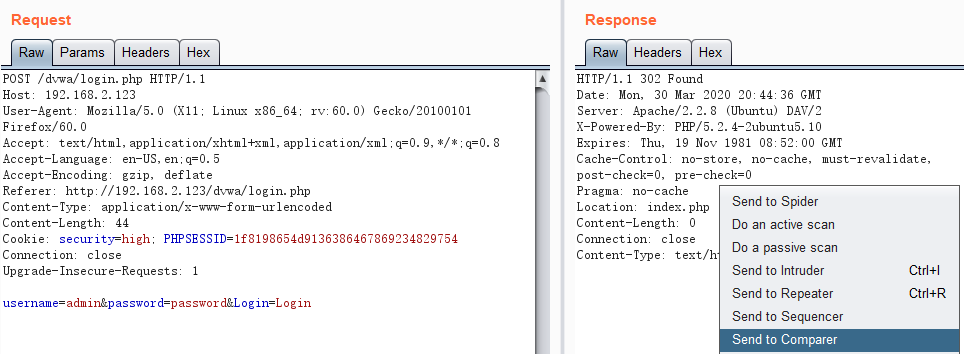 Request
Raw Params Headers Hex
POST /dvwa/login.php HTTP/1.1
Host: 192.168.2.123
User-Agent: Mozilla/5.0 (X11; Linux x86_64; rv:60.0) Gecko/20100101
Firefox/60.0
Accept: text/html,application/xhtml+xml,application/xml;q=0.9,*/*;q=0.8
Accept-Language: en-US,en;q=0.5
Accept-Encoding: gzip, deflate
Referer: http://192.168.2.123/dvwa/login.php
Content-Type: application/x-www-form-urlencoded
Content-Length: 44
Cookie: security=high; PHPSESSID=1f8198654d9136386467869234829754
Connection: close
Upgrade-Insecure-Requests: 1
username=admin&password=password&Login=Login
Response
Raw Headers Hex
HTTP/1.1 302 Found
Date: Mon, 30 Mar 2020 20:44:36 GMT
Server: Apache/2.2.8 (Ubuntu) DAV/2
X-Powered-By: PHP/5.2.4-2ubuntu5.10
Expires: Thu, 19 Nov 1981 08:52:00 GMT
Cache-Control: no-store, no-cache, must-revalidate,
post-check=0, pre-check=0
Pragma: no-cache
Location: index.php
Content-Length: 0
Connection: close
Content-Type: text/h
Send to Spider
Do an active scan
Do a passive scan
Send to Intruder Ctrl+I
Send to Repeater Ctrl+R
Send to Sequencer
Send to Comparer